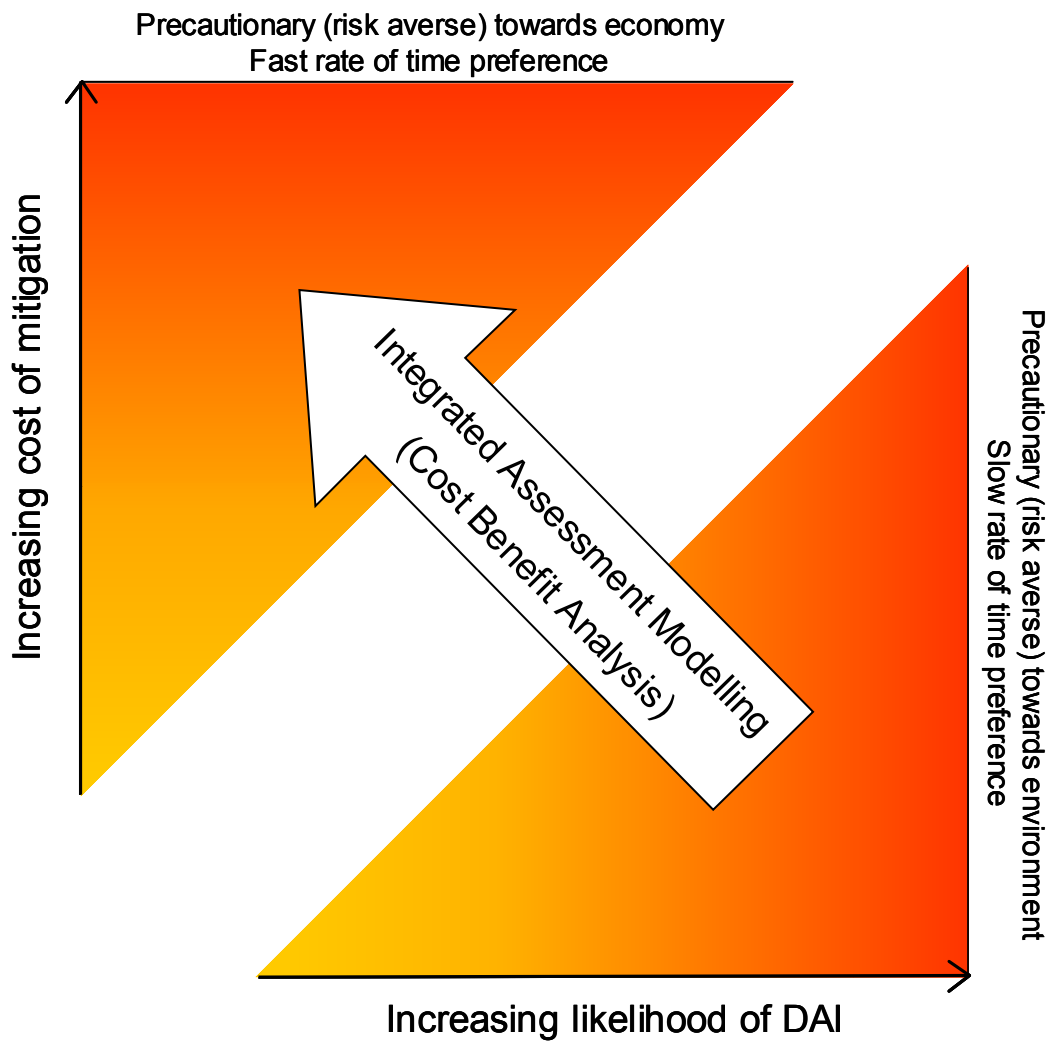 Precautionary (risk averse) towards economy
Fast rate of time preference
Increasing cost of mitigation
Integrated Assessment Modelling
(Cost Benefit Analysis)
Precautionary (risk averse) towards environment
Slow rate of time preference
Increasing likelihood of DAI